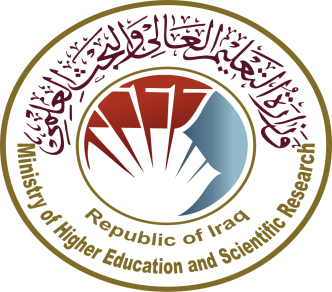 وزارة التعليم العالي والبحث العلمي
Republic of Iraq
Ministry of Higher Education and Scientific Research